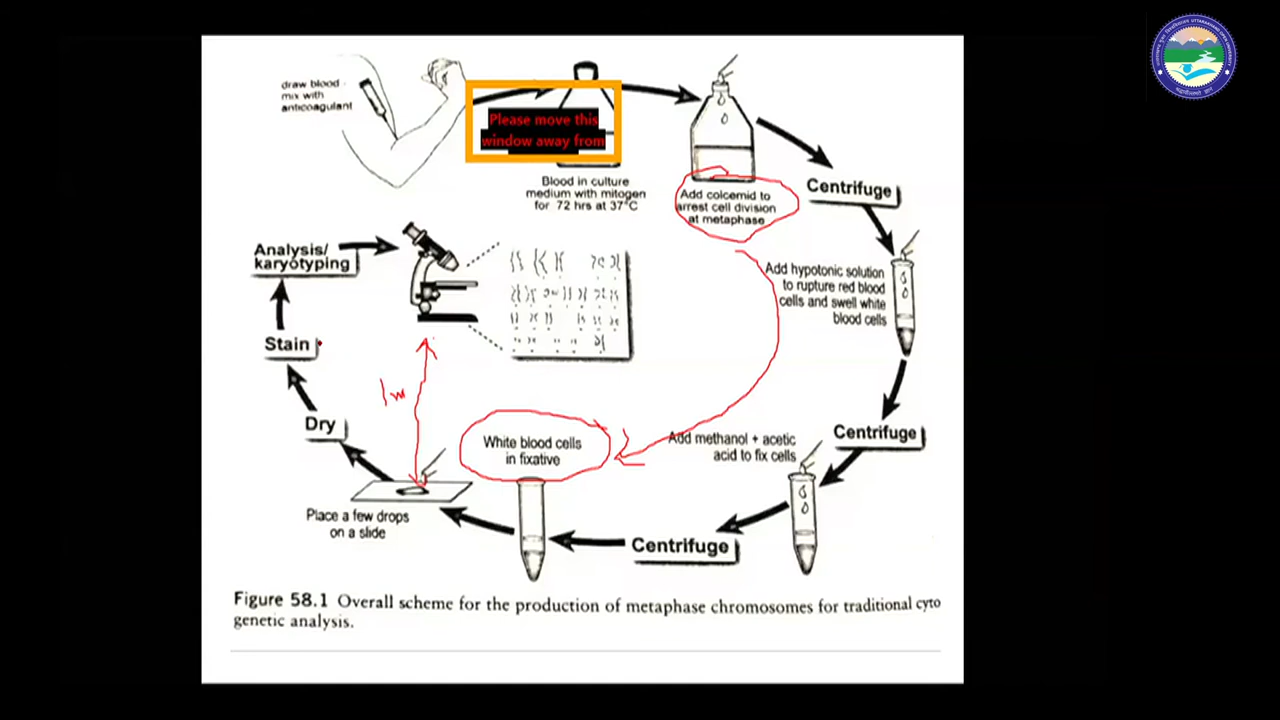 draw blood
mix with
anticoagulant
Please move this
window away from
Blood in culture
medium with mitogen
for 72 hrs at 37°C
Add colcemid to
arrest cell division
at metaphase
Centrifuge
Add hypotonic solution
to rupture red blood
cells and swell white
blood cells
Centrifuge
Add methanol + acetic
acid to fix cells
Centrifuge
White blood cells
in fixative
Place a few drops
on a slide
Dry
Stain
Analysis/
karyotyping
1m
Figure 58.1 Overall scheme for the production of metaphase chromosomes for traditional cyto
genetic analysis.